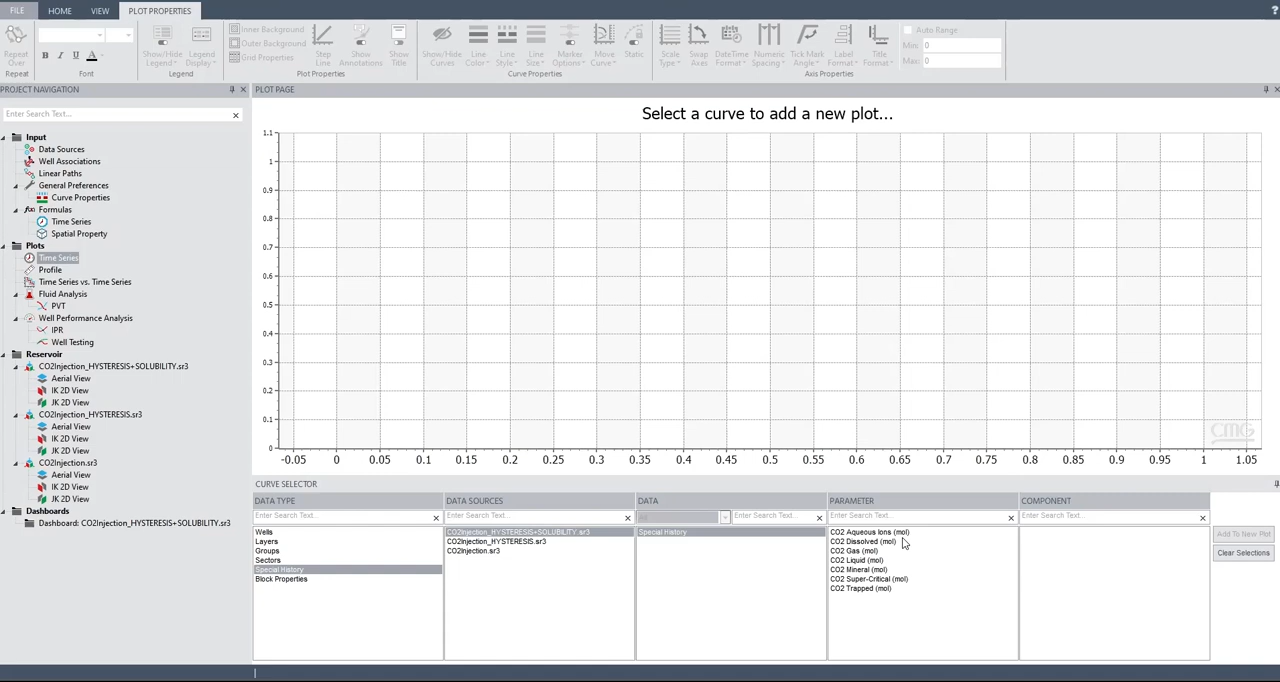 FILE
HOME
VIEW
PLOT PROPERTIES
?
Repeat Over
Repeat
B I U A
Font
Show/Hide Legend
Legend Display
Legend
Inner Background
Outer Background
Grid Properties
Step Line
Show Annotations
Show Title
Plot Properties
Show/Hide Curves
Line Color
Line Style
Line Size
Marker Options
Move Curve
Static
Curve Properties
Scale Type
Swap Axes
DateTime Format
Numeric Spacing
Tick Mark Angle
Label Format
Title Format
Axis Properties
Auto Range
Min: 0
Max: 0
PROJECT NAVIGATION
Enter Search Text...
Input
Data Sources
Well Associations
Linear Paths
General Preferences
Curve Properties
Formulas
Time Series
Spatial Property
Plots
Time Series
Profile
Time Series vs. Time Series
Fluid Analysis
PVT
Well Performance Analysis
IPR
Well Testing
Reservoir
CO2Injection_HYSTERESIS+SOLUBILITY.sr3
Aerial View
IK 2D View
JK 2D View
CO2Injection_HYSTERESIS.sr3
Aerial View
IK 2D View
JK 2D View
CO2Injection.sr3
Aerial View
IK 2D View
JK 2D View
Dashboards
Dashboard: CO2Injection_HYSTERESIS+SOLUBILITY.sr3
PLOT PAGE
Select a curve to add a new plot...
1.1
1
0.9
0.8
0.7
0.6
0.5
0.4
0.3
0.2
0.1
0
-0.05 0 0.05 0.1 0.15 0.2 0.25 0.3 0.35 0.4 0.45 0.5 0.55 0.6 0.65 0.7 0.75 0.8 0.85 0.9 0.95 1 1.05
CMG
CURVE SELECTOR
DATA TYPE
Enter Search Text...
Wells
Layers
Groups
Sectors
Special History
Block Properties
DATA SOURCES
Enter Search Text...
CO2Injection_HYSTERESIS+SOLUBILITY.sr3
CO2Injection_HYSTERESIS.sr3
CO2Injection.sr3
DATA
All
Enter Search Text...
Special History
PARAMETER
Enter Search Text...
CO2 Aqueous Ions (mol)
CO2 Dissolved (mol)
CO2 Gas (mol)
CO2 Liquid (mol)
CO2 Mineral (mol)
CO2 Super-Critical (mol)
CO2 Trapped (mol)
COMPONENT
Enter Search Text...
Add To New Plot
Clear Selections